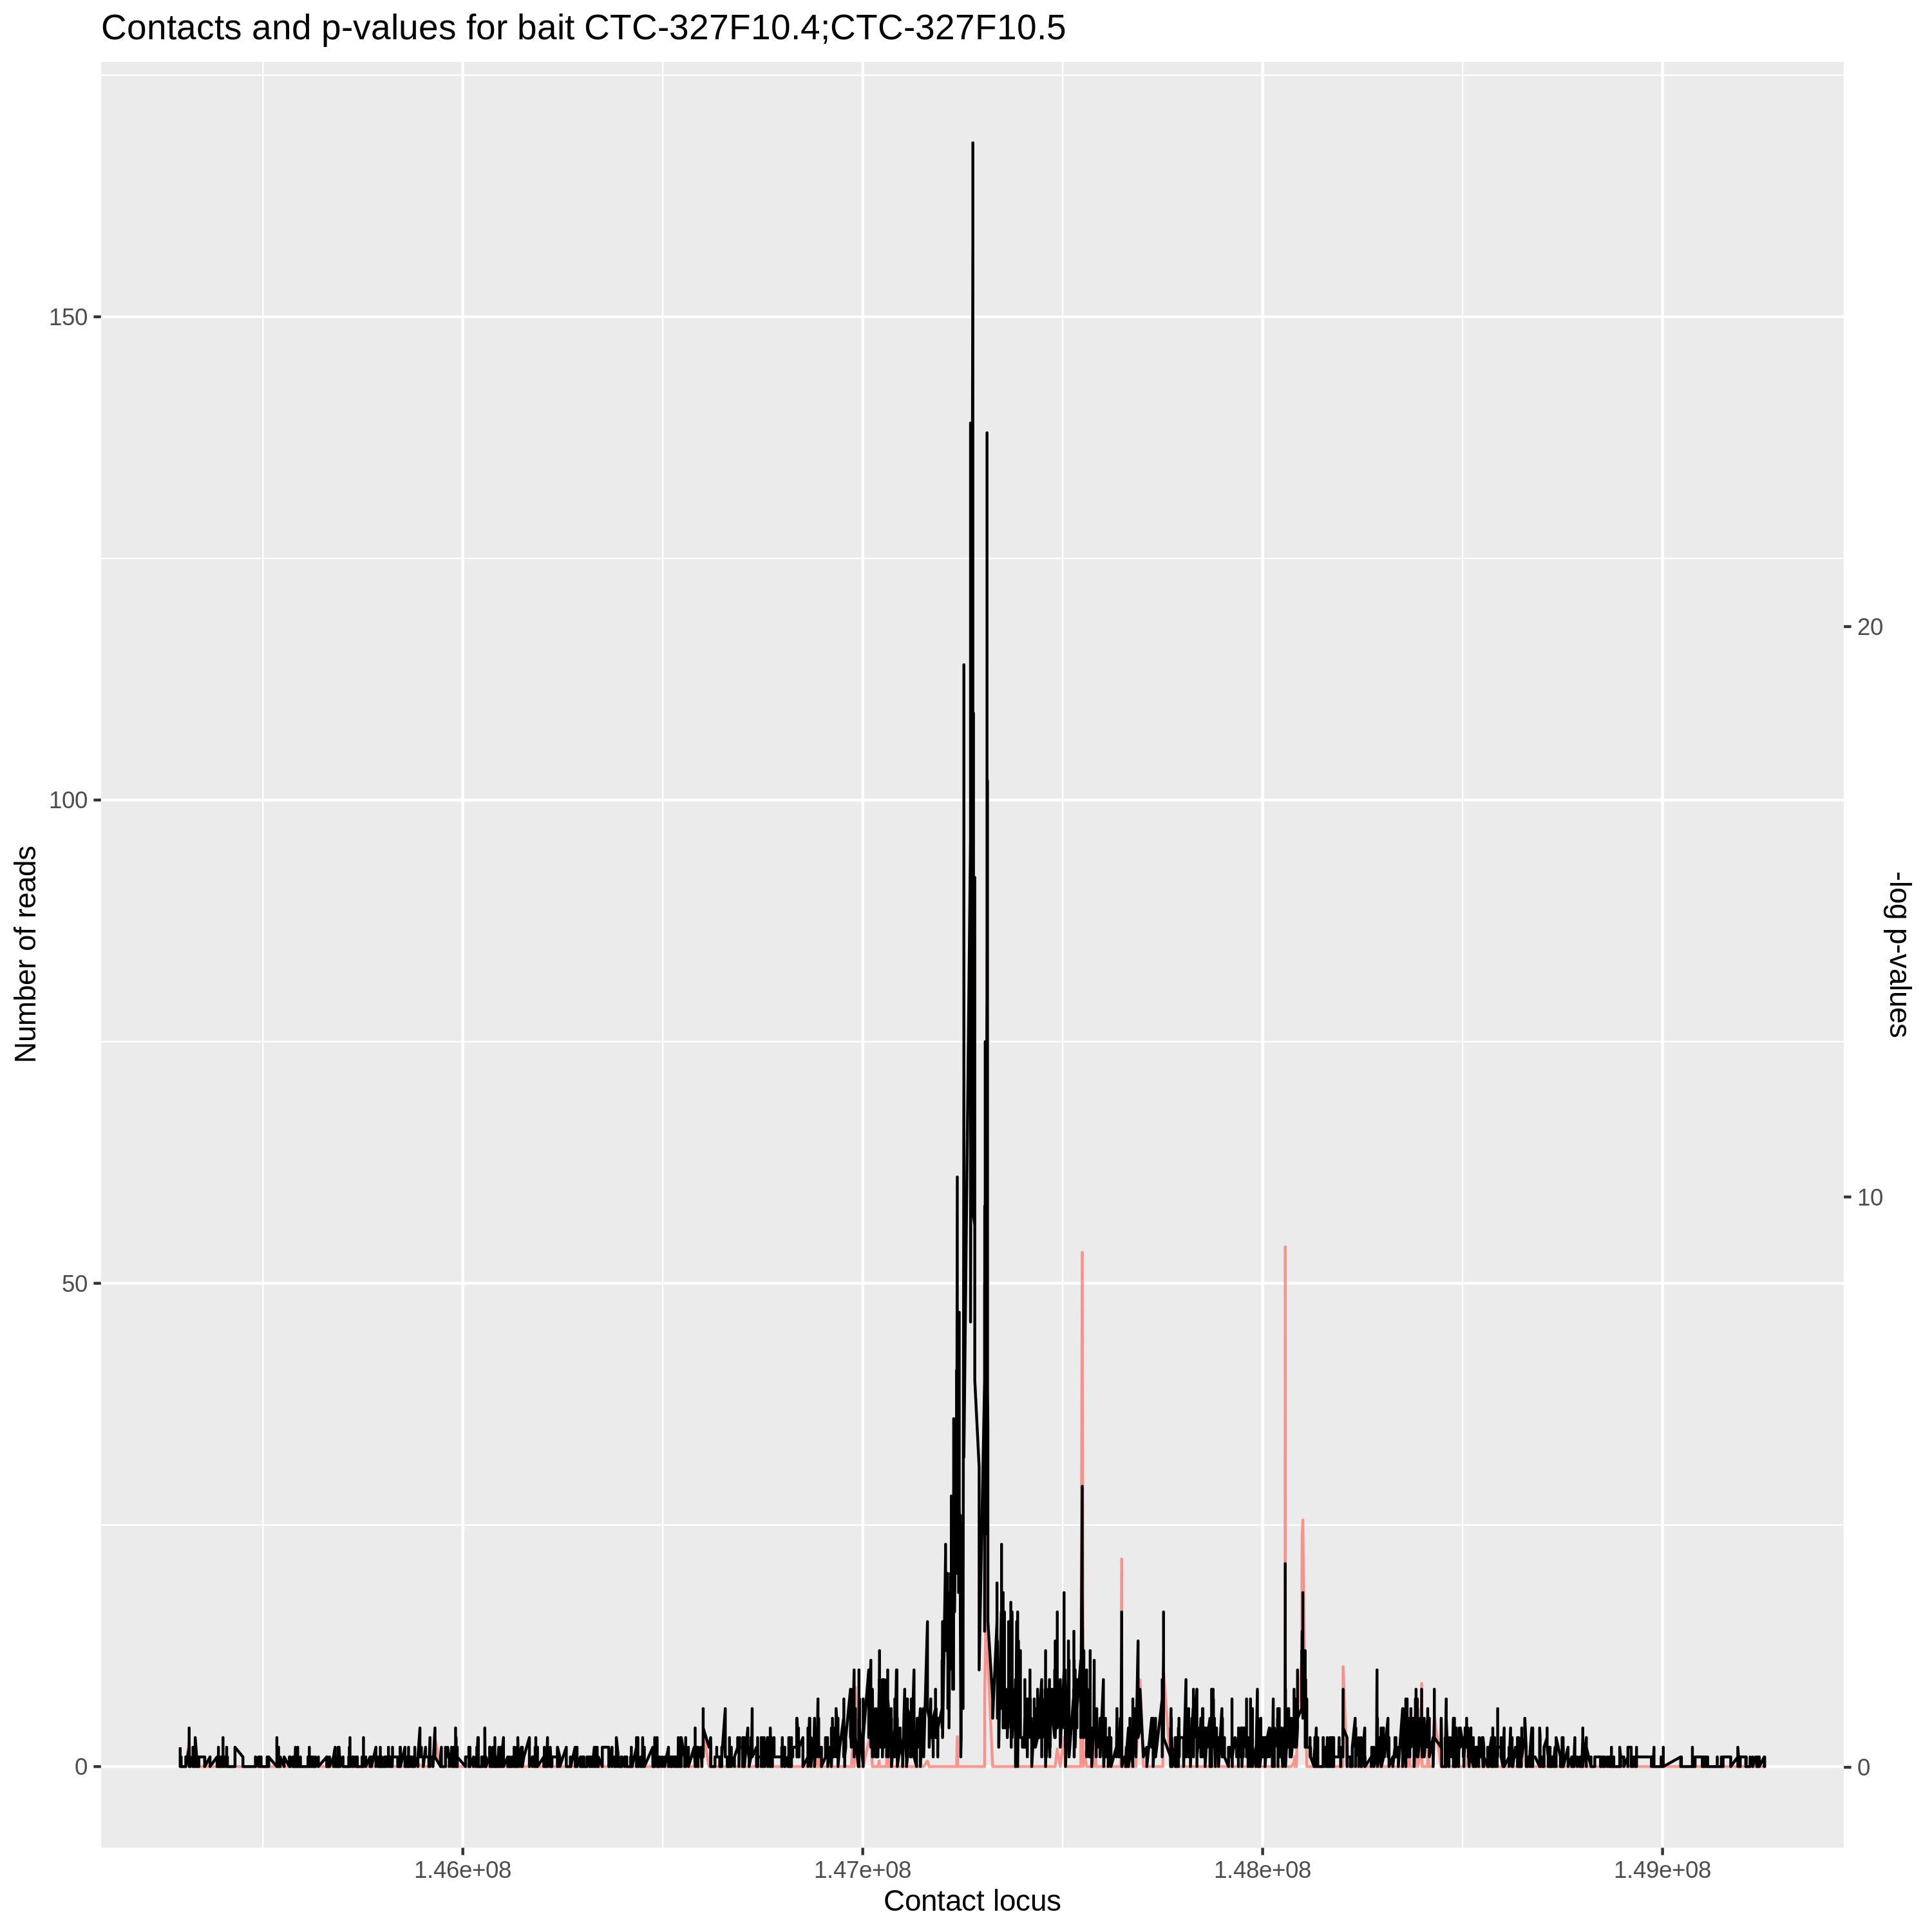 Contacts and p-values for bait CTC-327F10.4;CTC-327F10.5
150
100
50
0
Number of reads
20
10
0
-log p-values
1.46e+08
1.47e+08
1.48e+08
1.49e+08
Contact locus